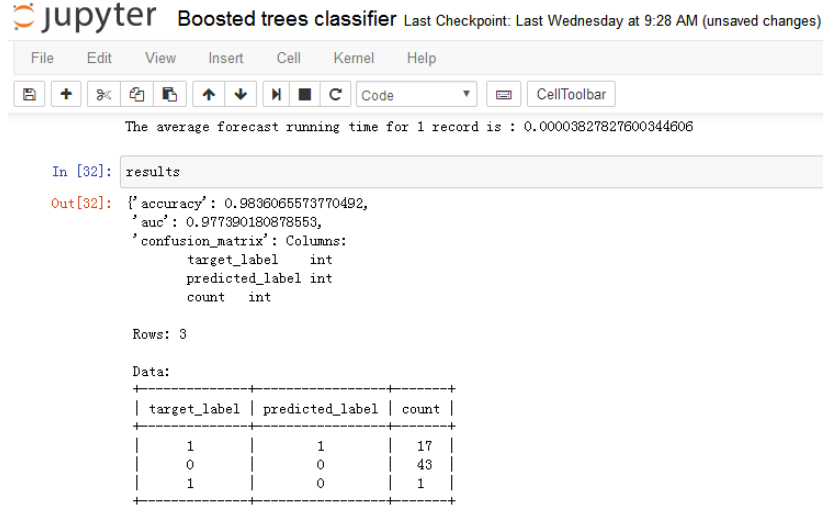 jupyter Boosted trees classifier Last Checkpoint: Last Wednesday at 9:28 AM (unsaved changes)
File Edit View Insert Cell Kernel Help
Code CellToolbar
The average forecast running time for 1 record is : 0.00003827827600344606
In [32]: results
Out[32]: {'accuracy': 0.9836065573770492,
'auc': 0.977390180878553,
'confusion_matrix': Columns:
target_label int
predicted_label int
count int
Rows: 3
Data:
+--------------+-----------------+-------+
| target_label | predicted_label | count |
+--------------+-----------------+-------+
| 1 | 1 | 17 |
| 0 | 0 | 43 |
| 1 | 0 | 1 |
+--------------+-----------------+-------+